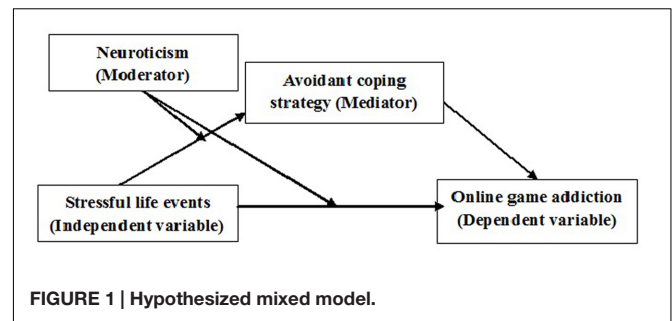 Neuroticism
(Moderator)
Avoidant coping
strategy (Mediator)
Stressful life events
(Independent variable)
Online game addiction
(Dependent variable)
FIGURE 1 | Hypothesized mixed model.